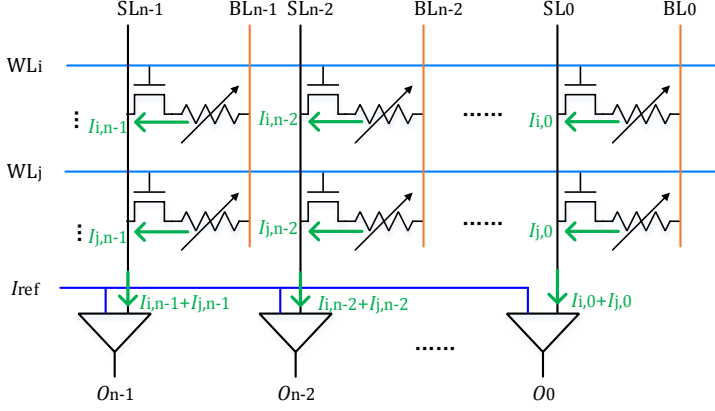 SLn-1 BLn-1 SLn-2 BLn-2 SL0 BL0
WLi
⋮ Ii,n-1 Ii,n-2 ...... Ii,0
WLj
⋮ Ij,n-1 Ij,n-2 ...... Ij,0
Iref
Ii,n-1+Ij,n-1 Ii,n-2+Ij,n-2 Ii,0+Ij,0
......
On-1 On-2 O0